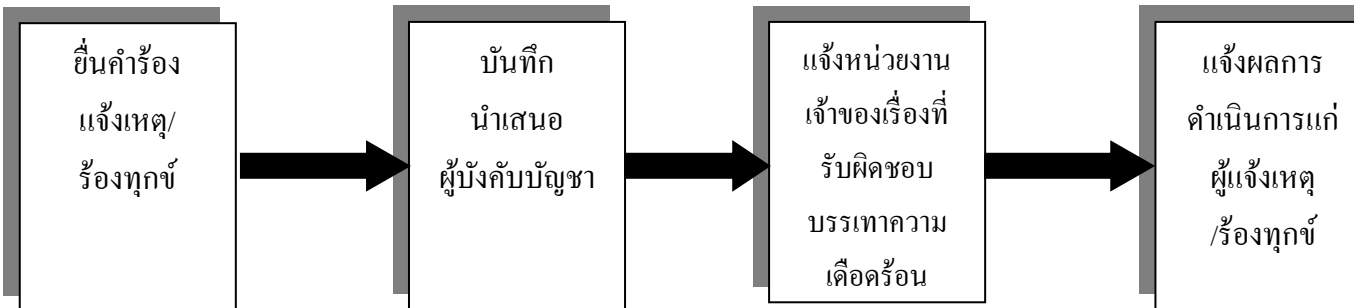 ยื่นคำร้อง
แจ้งเหตุ/
ร้องทุกข์
บันทึก
นำเสนอ
ผู้บังคับบัญชา
แจ้งหน่วยงาน
เจ้าของเรื่องที่
รับผิดชอบ
บรรเทาความ
เดือดร้อน
แจ้งผลการ
ดำเนินการแก่
ผู้แจ้งเหตุ
/ร้องทุกข์